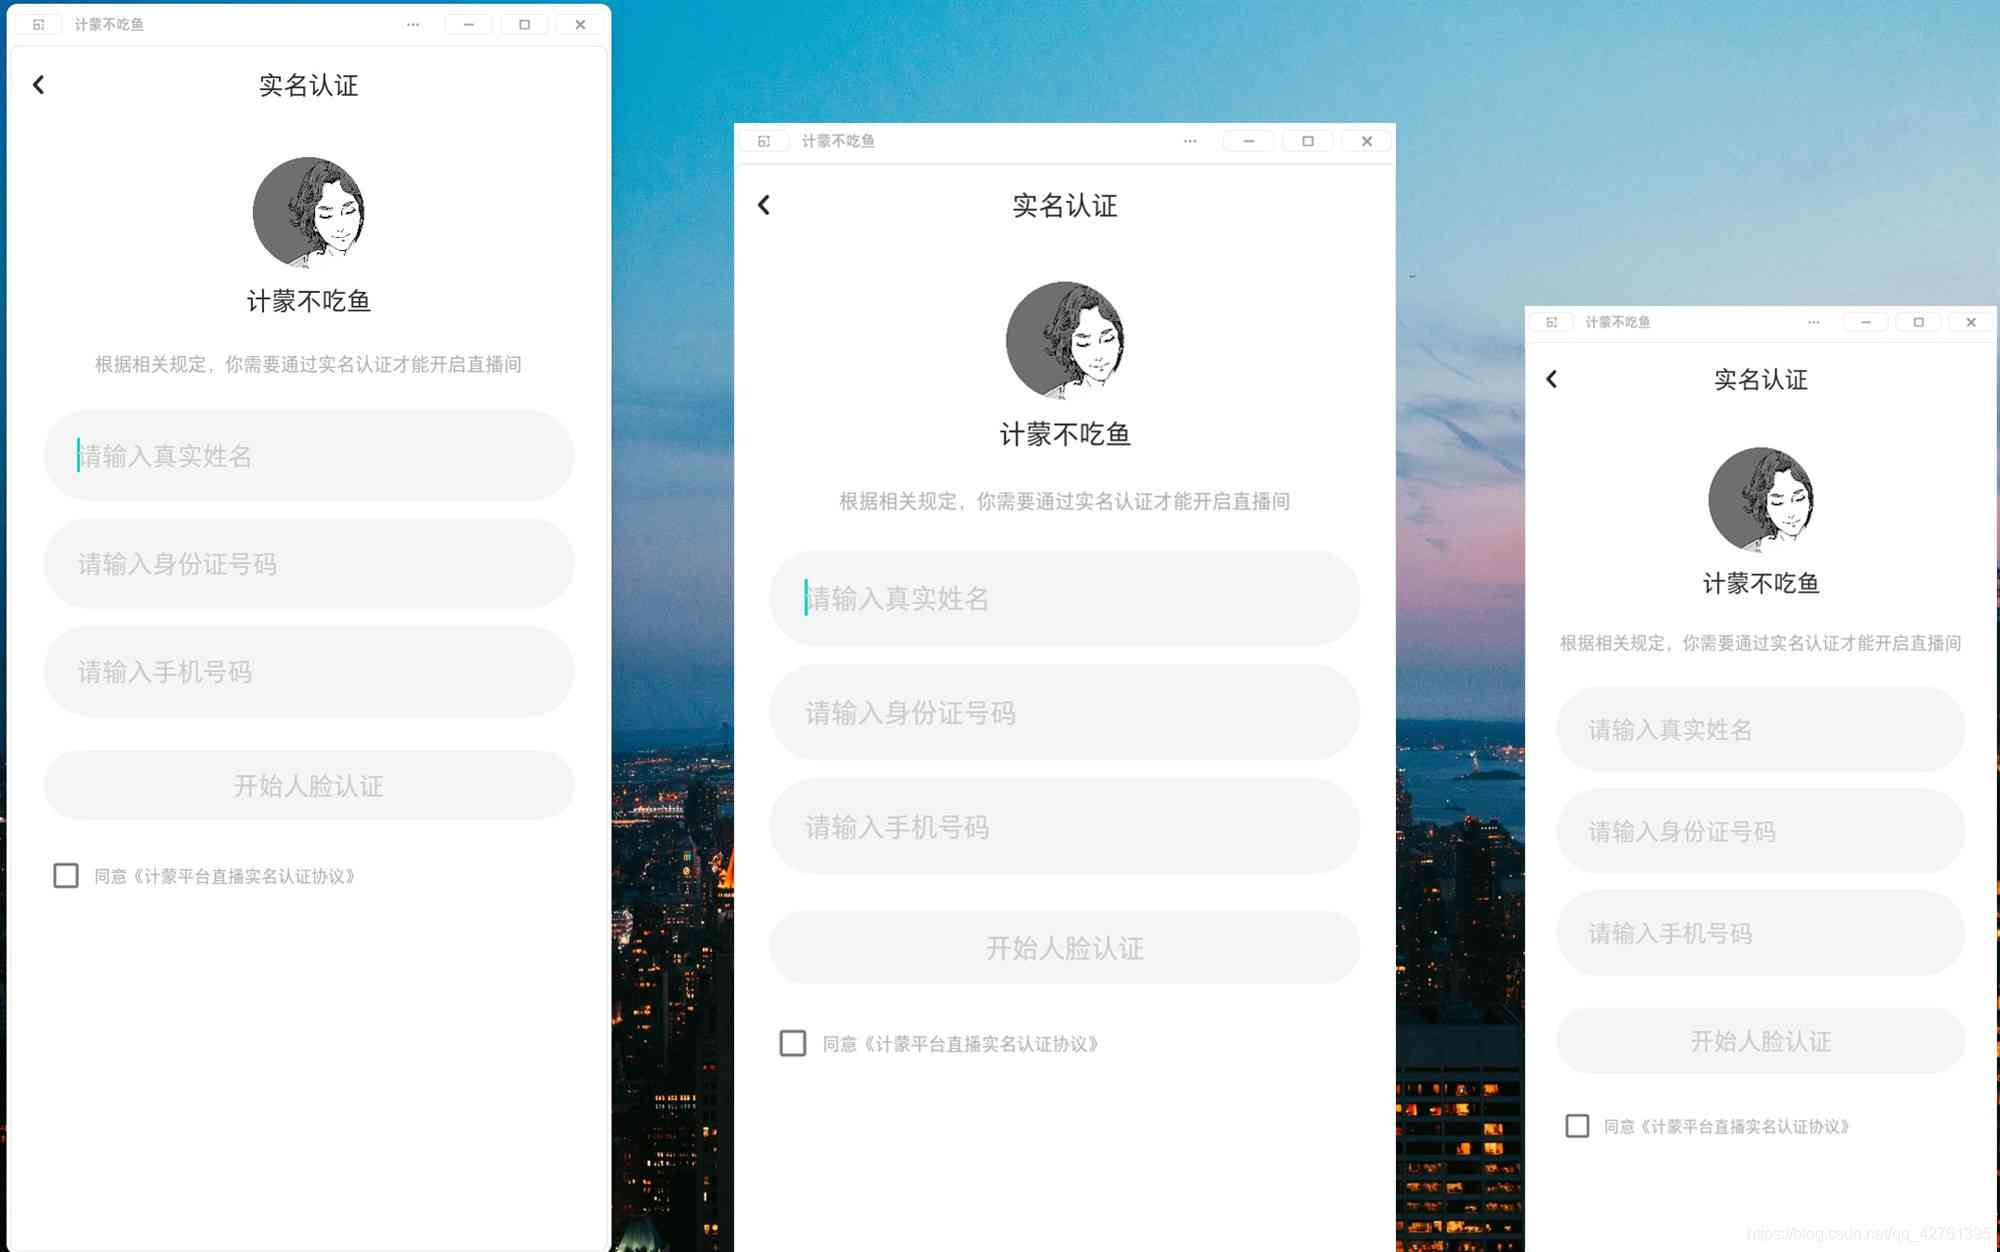 计蒙不吃鱼
实名认证
计蒙不吃鱼
根据相关规定，你需要通过实名认证才能开启直播间
请输入真实姓名
请输入身份证号码
请输入手机号码
开始人脸认证
同意《计蒙平台直播实名认证协议》
计蒙不吃鱼
实名认证
计蒙不吃鱼
根据相关规定，你需要通过实名认证才能开启直播间
请输入真实姓名
请输入身份证号码
请输入手机号码
开始人脸认证
同意《计蒙平台直播实名认证协议》
计蒙不吃鱼
实名认证
计蒙不吃鱼
根据相关规定，你需要通过实名认证才能开启直播间
请输入真实姓名
请输入身份证号码
请输入手机号码
开始人脸认证
同意《计蒙平台直播实名认证协议》
https://blog.csdn.net/qq_42761395